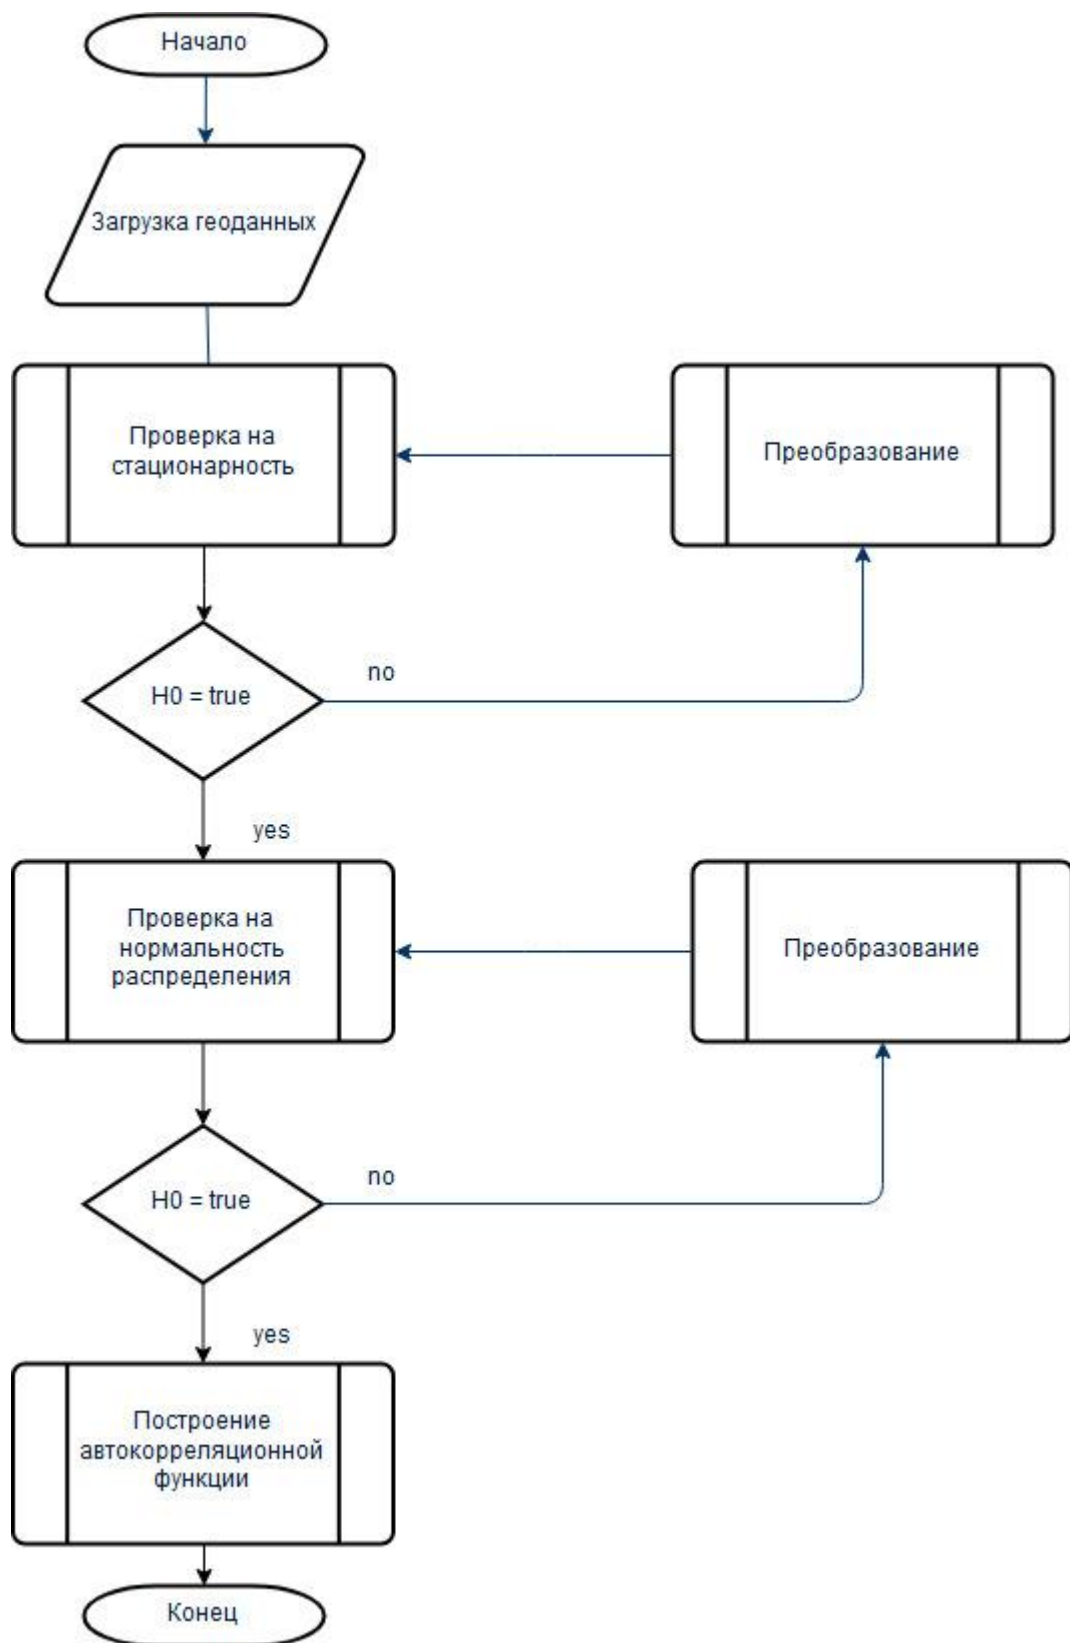 Начало
Загрузка геоданных
Проверка на
стационарность
Преобразование
H0 = true
no
yes
Проверка на
нормальность
распределения
Преобразование
H0 = true
no
yes
Построение
автокорреляционной
функции
Конец